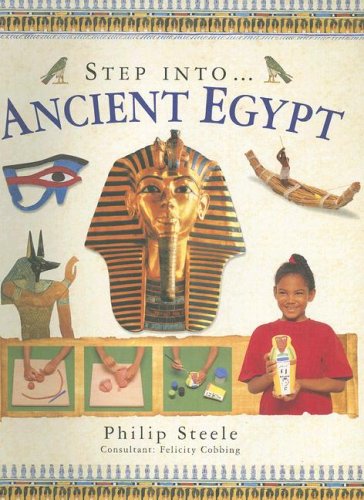 STEP INTO...
ANCIENT EGYPT
Philip Steele
Consultant: Felicity Cobbing